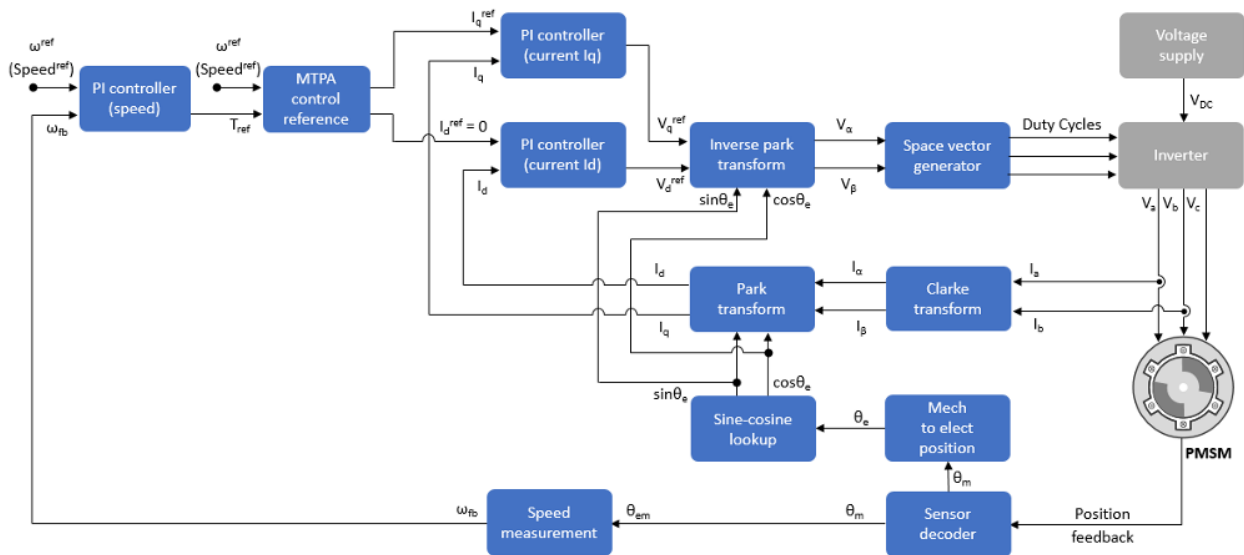 ω^ref
(Speed^ref)
ω_fb
PI controller
(speed)
T_ref
ω^ref
(Speed^ref)
MTPA
control
reference
I_q^ref
I_q
PI controller
(current Iq)
I_d^ref = 0
I_d
PI controller
(current Id)
V_q^ref
V_d^ref
Inverse park
transform
sinθ_e
cosθ_e
V_α
V_β
Space vector
generator
Duty Cycles
Voltage
supply
V_DC
Inverter
V_a
V_b
V_c
I_d
I_q
Park
transform
I_α
I_β
Clarke
transform
I_a
I_b
sinθ_e
cosθ_e
Sine-cosine
lookup
θ_e
Mech
to elect
position
θ_m
PMSM
ω_fb
Speed
measurement
θ_em
θ_m
Sensor
decoder
Position
feedback